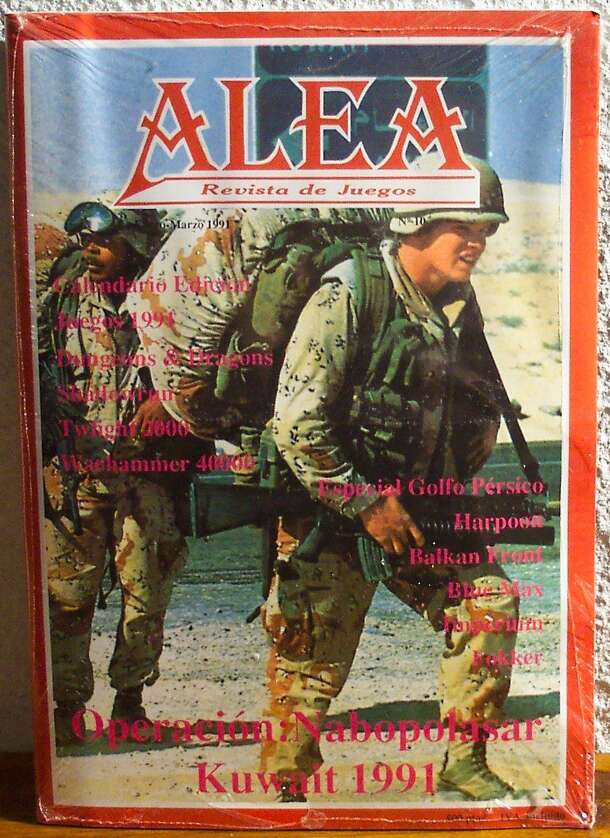 KUWAIT
ALEA
Revista de Juegos
-Marzo 1991
Nº 10
Calendario Edición
Juegos 1991
Dungeons & Dragons
Shadowrun
Twilight 2000
Warhammer 40000
Especial Golfo Pérsico
Harpoon
Balkan Front
Blue Max
Imperium
Fokker
Operación:Nabopolasar
Kuwait 1991